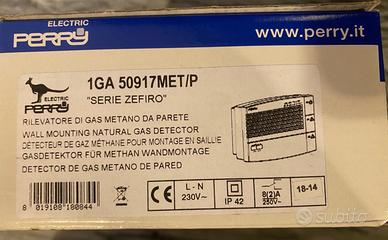 ELECTRIC
PERRY
www.perry.it
ELECTRIC
PERRY
1GA 50917MET/P
"SERIE ZEFIRO"
RILEVATORE DI GAS METANO DA PARETE
WALL MOUNTING NATURAL GAS DETECTOR
DÉTECTEUR DE GAZ MÉTHANE POUR MONTAGE EN SAILLIE
GASDETEKTOR FÜR METHAN WANDMONTAGE
DETECTOR DE GAS METANO DE PARED
8 019108 180844
CE
L - N
230V~
IP 42
8(2)A
250V~
18-14
subito